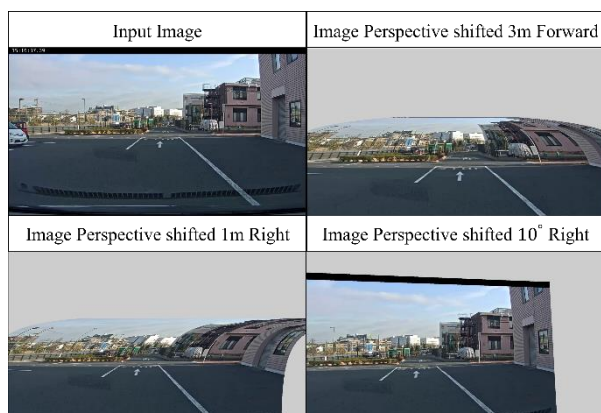 Input Image
Image Perspective shifted 3m Forward
Image Perspective shifted 1m Right
Image Perspective shifted 10° Right